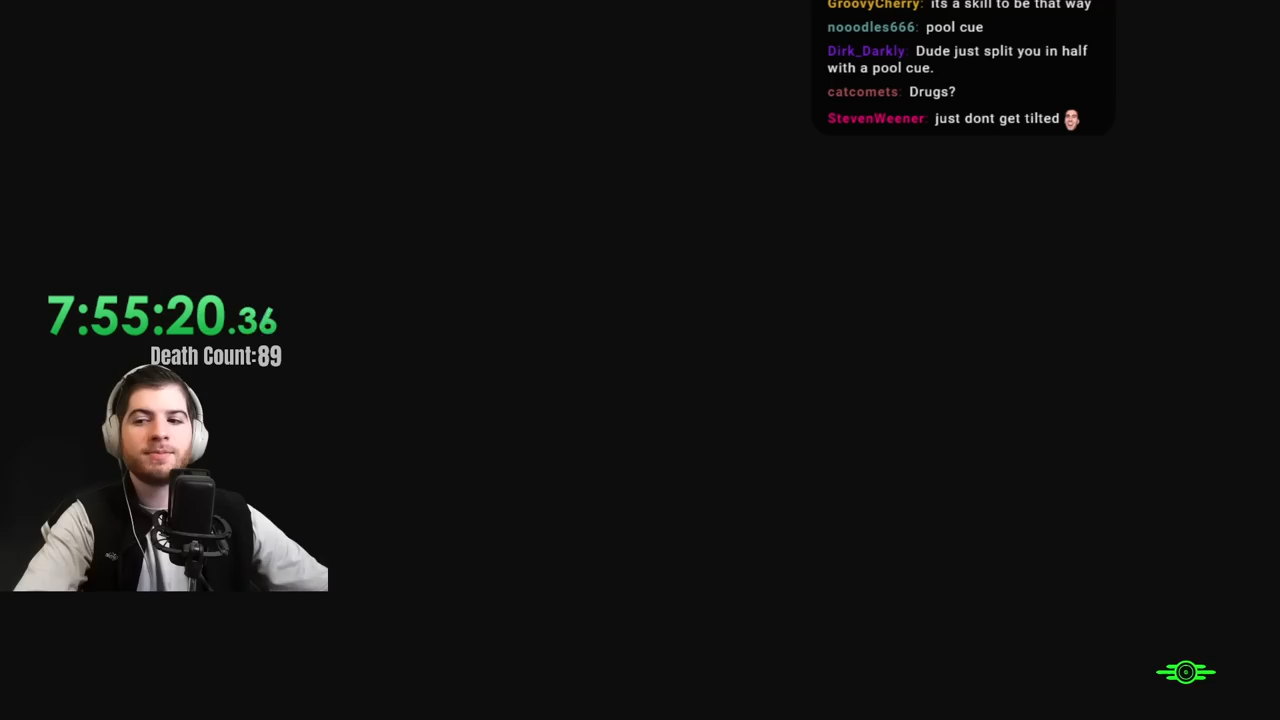 GroovyCherry: its a skill to be that way
nooodles666: pool cue
Dirk_Darkly: Dude just split you in half
with a pool cue.
catcomets: Drugs?
StevenWeener: just dont get tilted
7:55:20.36
Death Count:89